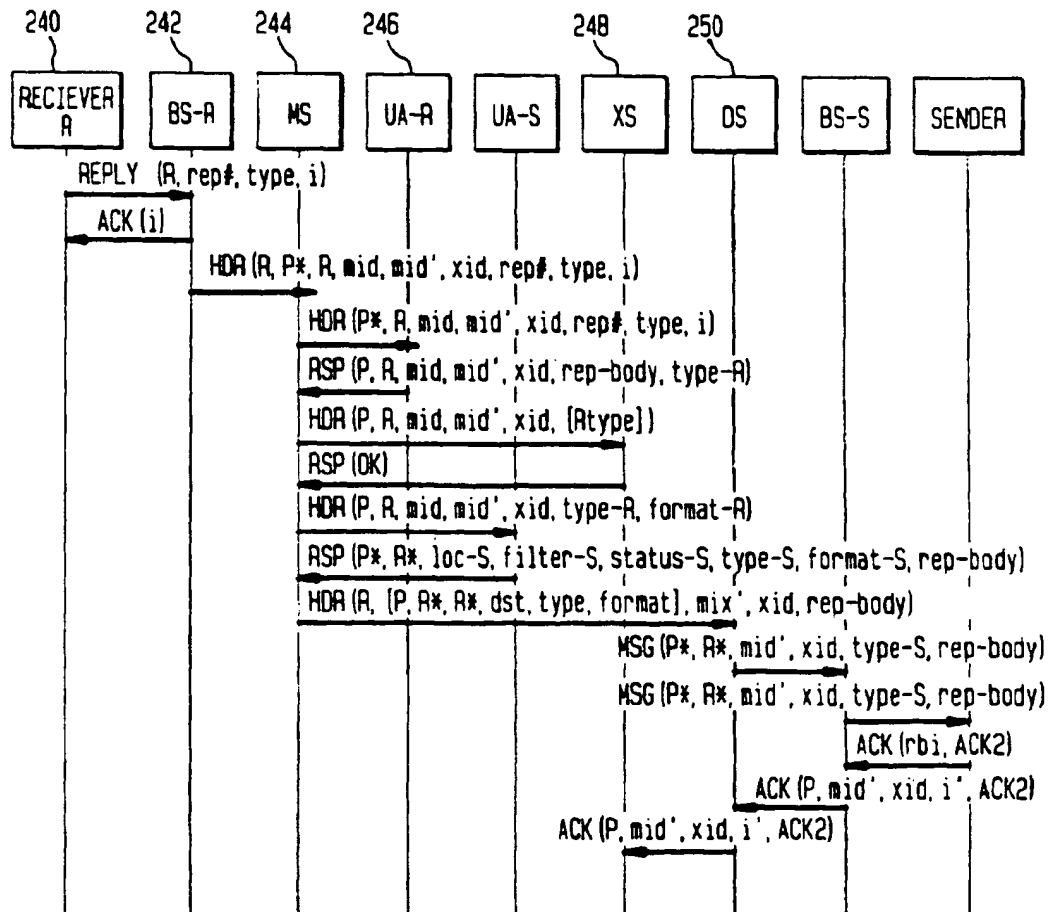 240 242 244 246 248 250
RECIEVER A BS-A MS UA-R UA-S XS DS BS-S SENDER
REPLY (R, rep#, type, i)
ACK (i)
HDR (R, P*, R, mid, mid', xid, rep#, type, i)
HDR (P*, R, mid, mid', xid, rep#, type, i)
RSP (P, R, mid, mid', xid, rep-body, type-R)
HDR (P, R, mid, mid', xid, [Rtype])
RSP (OK)
HDR (P, R, mid, mid', xid, type-R, format-R)
RSP (P*, R*, loc-S, filter-S, status-S, type-S, format-S, rep-body)
HDR (R, [P, R*, R*, dst, type, format], mix', xid, rep-body)
MSG (P*, R*, mid', xid, type-S, rep-body)
MSG (P*, R*, mid', xid, type-S, rep-body)
ACK (rbi, ACK2)
ACK (P, mid', xid, i', ACK2)
ACK (P, mid', xid, i', ACK2)